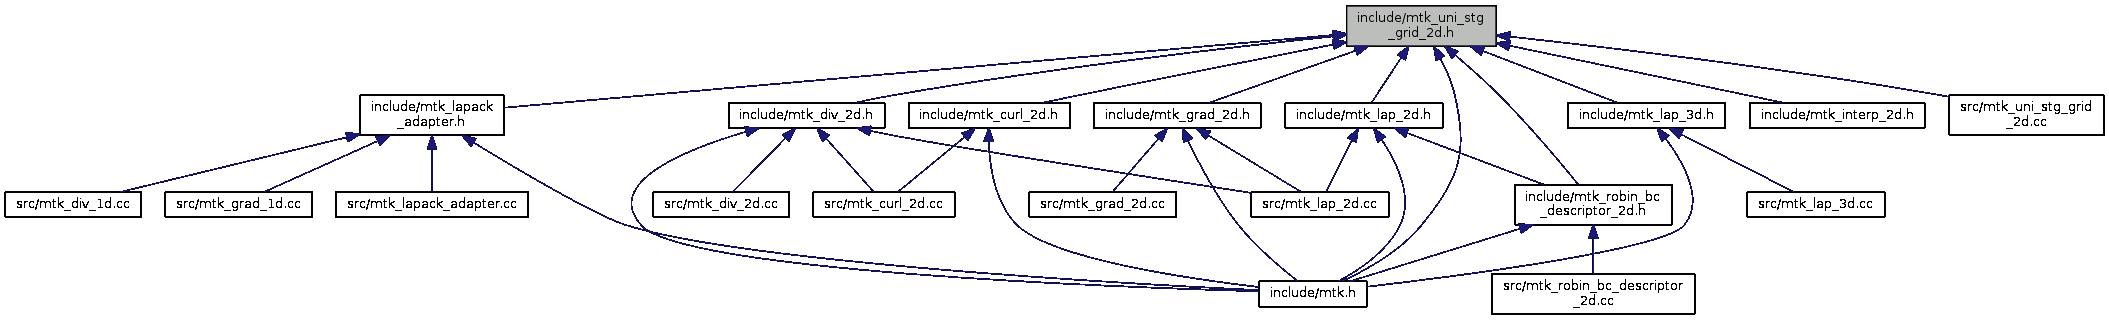 include/mtk_uni_stg
_grid_2d.h
include/mtk_lapack
_adapter.h
include/mtk_div_2d.h
include/mtk_curl_2d.h
include/mtk_grad_2d.h
include/mtk_lap_2d.h
include/mtk_lap_3d.h
include/mtk_interp_2d.h
src/mtk_uni_stg_grid
_2d.cc
src/mtk_div_1d.cc
src/mtk_grad_1d.cc
src/mtk_lapack_adapter.cc
src/mtk_div_2d.cc
src/mtk_curl_2d.cc
src/mtk_grad_2d.cc
src/mtk_lap_2d.cc
include/mtk_robin_bc
_descriptor_2d.h
src/mtk_lap_3d.cc
include/mtk.h
src/mtk_robin_bc_descriptor
_2d.cc